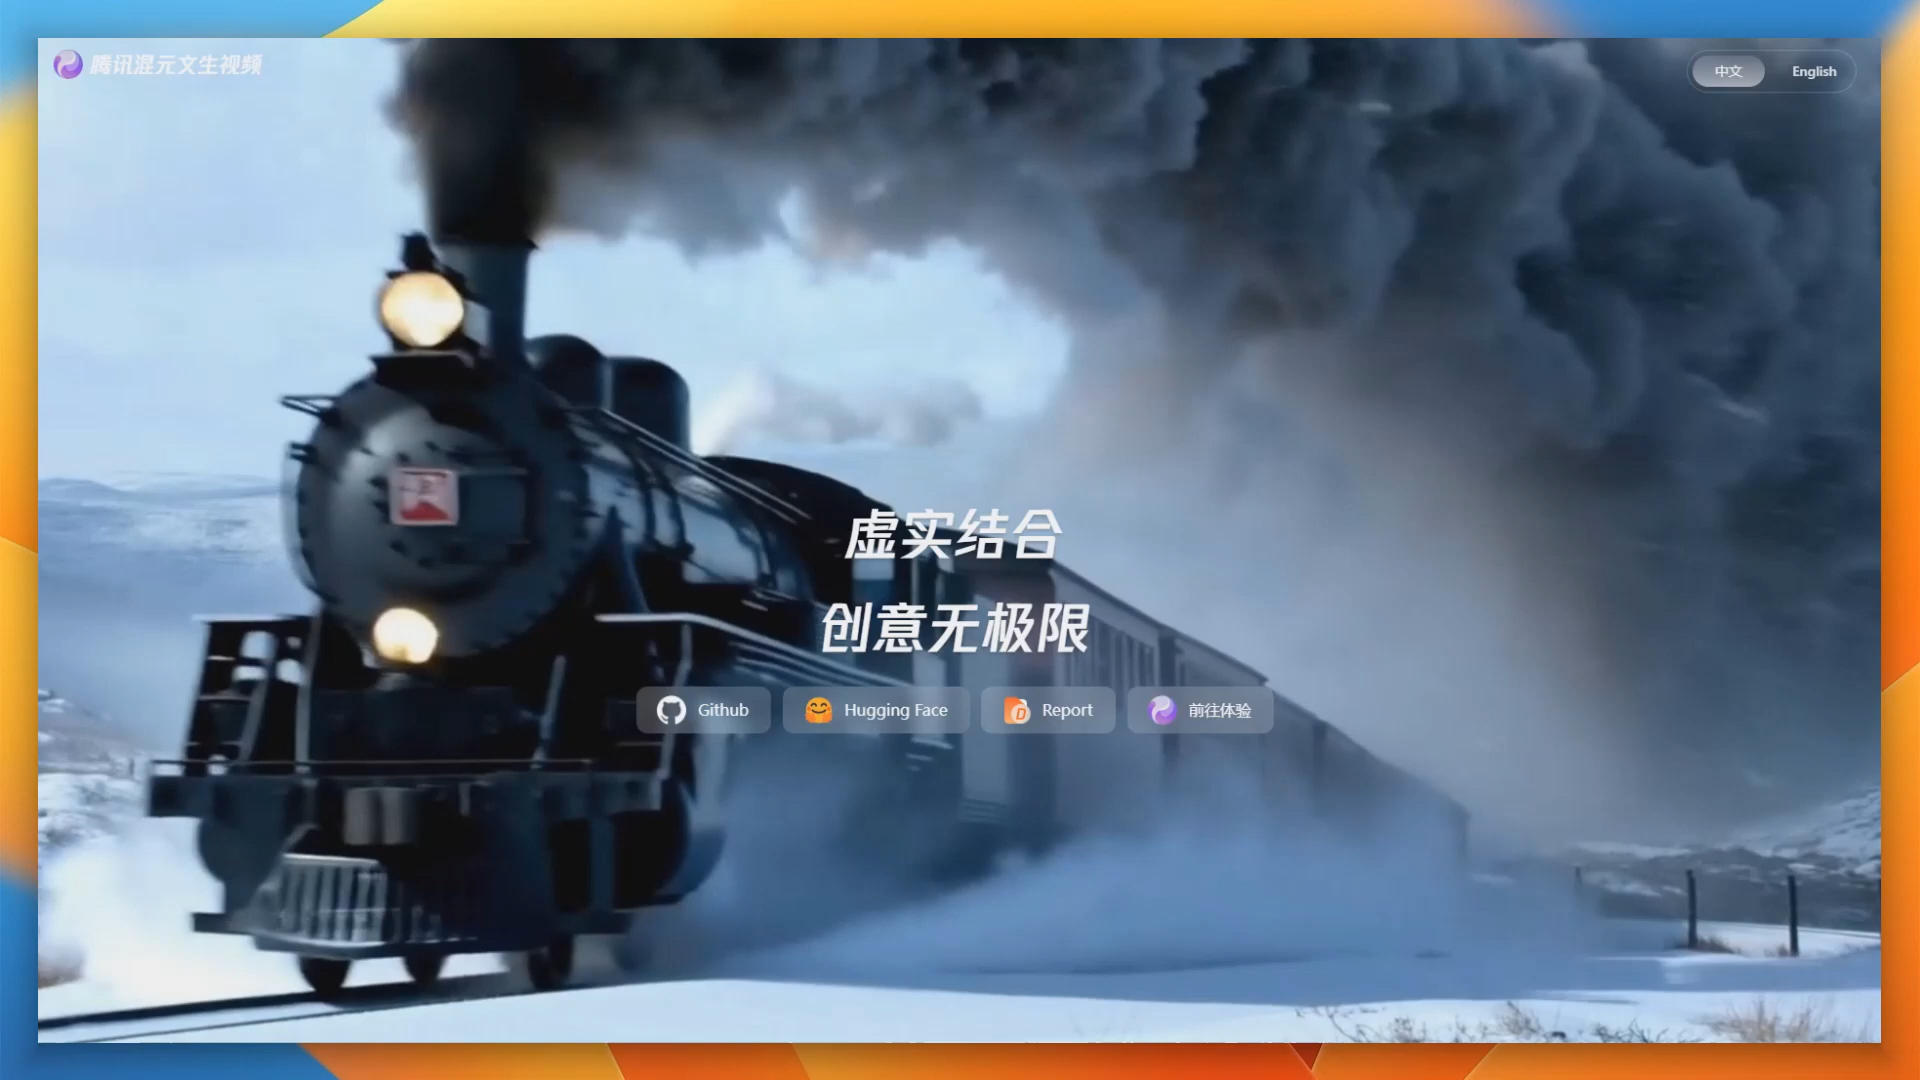 腾讯混元文生视频
中文
English
虚实结合
创意无极限
Github
Hugging Face
Report
前往体验